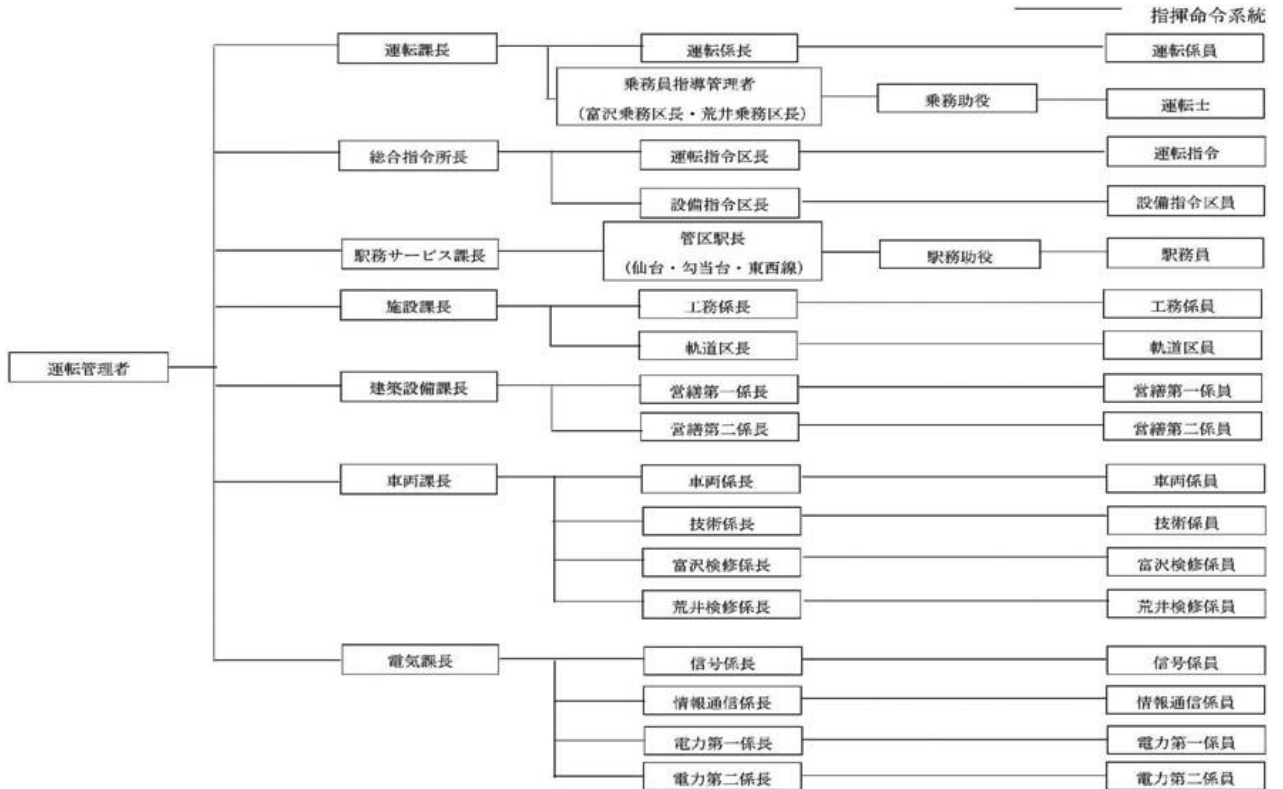 指揮命令系統
運転課長
運転係長
運転係員
乗務員指導管理者
(富沢乗務区長・荒井乗務区長)
乗務助役
運転士
総合指令所長
運転指令区長
運転指令
設備指令区長
設備指令区員
駅務サービス課長
管区駅長
(仙台・勾当台・東西線)
駅務助役
駅務員
施設課長
工務係長
工務係員
軌道区長
軌道区員
運転管理者
建築設備課長
営繕第一係長
営繕第一係員
営繕第二係長
営繕第二係員
車両課長
車両係長
車両係員
技術係長
技術係員
富沢検修係長
富沢検修係員
荒井検修係長
荒井検修係員
電気課長
信号係長
信号係員
情報通信係長
情報通信係員
電力第一係長
電力第一係員
電力第二係長
電力第二係員